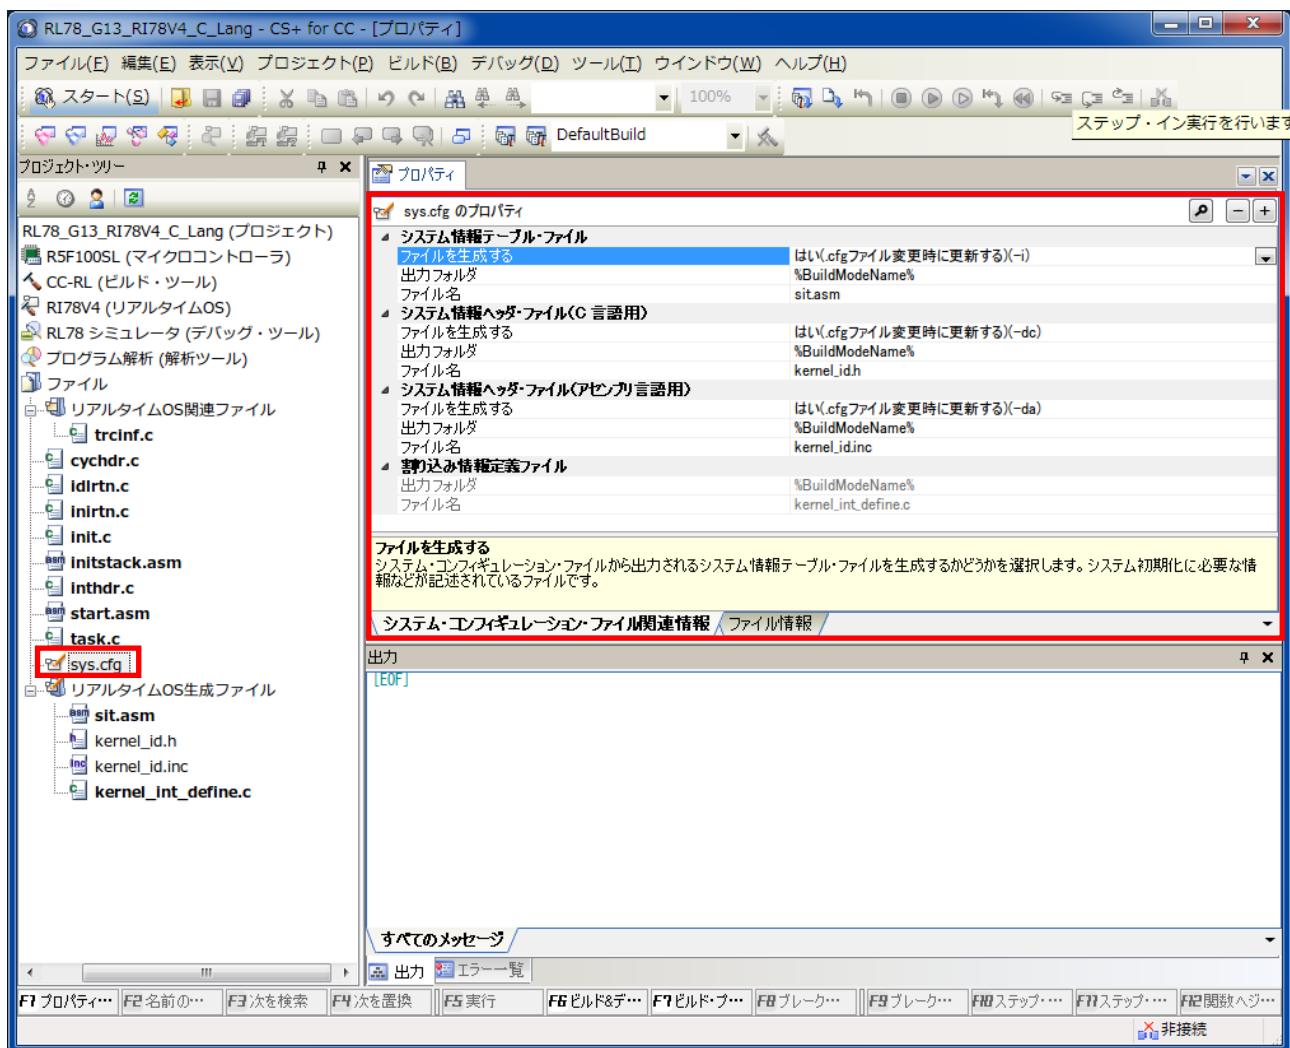 RL78_G13_RI78V4_C_Lang - CS+ for CC - [プロパティ]
ファイル(F) 編集(E) 表示(V) プロジェクト(P) ビルド(B) デバッグ(D) ツール(T) ウインドウ(W) ヘルプ(H)
スタート(S) 100%
DefaultBuild
ステップ・イン実行を行います
プロジェクト・ツリー
RL78_G13_RI78V4_C_Lang (プロジェクト)
R5F100SL (マイクロコントローラ)
CC-RL (ビルド・ツール)
RI78V4 (リアルタイムOS)
RL78 シミュレータ (デバッグ・ツール)
プログラム解析 (解析ツール)
ファイル
リアルタイムOS関連ファイル
trcinf.c
cychdr.c
idlrtn.c
inirtn.c
init.c
initstack.asm
inthdr.c
start.asm
task.c
sys.cfg
リアルタイムOS生成ファイル
sit.asm
kernel_id.h
kernel_id.inc
kernel_int_define.c
プロパティ
sys.cfg のプロパティ
システム情報テーブル・ファイル
ファイルを生成する はい(.cfgファイル変更時に更新する)(-i)
出力フォルダ %BuildModeName%
ファイル名 sit.asm
システム情報ヘッダ・ファイル(C 言語用)
ファイルを生成する はい(.cfgファイル変更時に更新する)(-dc)
出力フォルダ %BuildModeName%
ファイル名 kernel_id.h
システム情報ヘッダ・ファイル(アセンブリ言語用)
ファイルを生成する はい(.cfgファイル変更時に更新する)(-da)
出力フォルダ %BuildModeName%
ファイル名 kernel_id.inc
割り込み情報定義ファイル
出力フォルダ %BuildModeName%
ファイル名 kernel_int_define.c
ファイルを生成する
システム・コンフィギュレーション・ファイルから出力されるシステム情報テーブル・ファイルを生成するかどうかを選択します。システム初期化に必要な情
報などが記述されているファイルです。
システム・コンフィギュレーション・ファイル関連情報 ファイル情報
出力
[EOF]
すべてのメッセージ
出力 エラー一覧
F1 プロパティ… F2 名前の… F3 次を検索 F4 次を置換 F5 実行 F6 ビルド&デ… F7 ビルド・プ… F8 ブレーク… F9 ブレーク… F10 ステップ・… F11 ステップ・… F12 関数へジ…
非接続